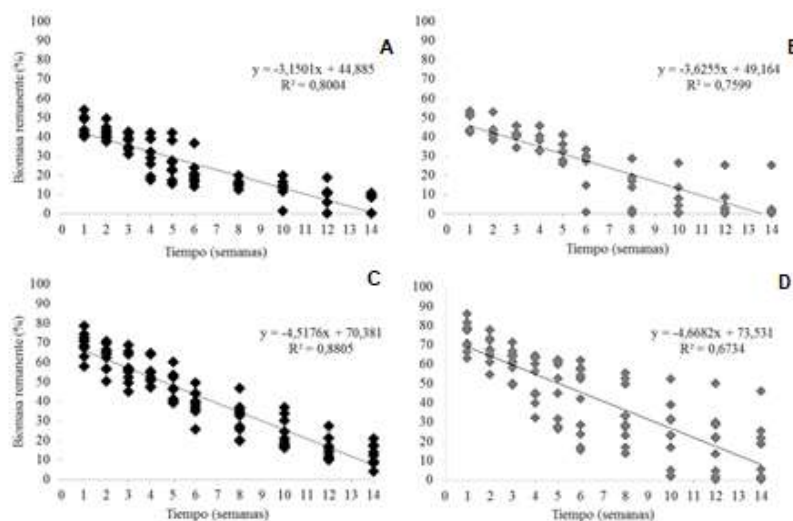 A
y = -3,1501x + 44,885
R² = 0,8004
Biomasa remanente (%)
100
90
80
70
60
50
40
30
20
10
0
0 1 2 3 4 5 6 7 8 9 10 11 12 13 14
Tiempo (semanas)
y = -3,6255x + 49,164
R² = 0,7599
100
90
80
70
60
50
40
30
20
10
0
0 1 2 3 4 5 6 7 8 9 10 11 12 13 14
Tiempo (semanas)
C
y = -4,5176x + 70,381
R² = 0,8805
Biomasa remanente (%)
100
90
80
70
60
50
40
30
20
10
0
0 1 2 3 4 5 6 7 8 9 10 11 12 13 14
Tiempo (semanas)
D
y = -4,6682x + 73,531
R² = 0,6734
100
90
80
70
60
50
40
30
20
10
0
0 1 2 3 4 5 6 7 8 9 10 11 12 13 14
Tiempo (semanas)